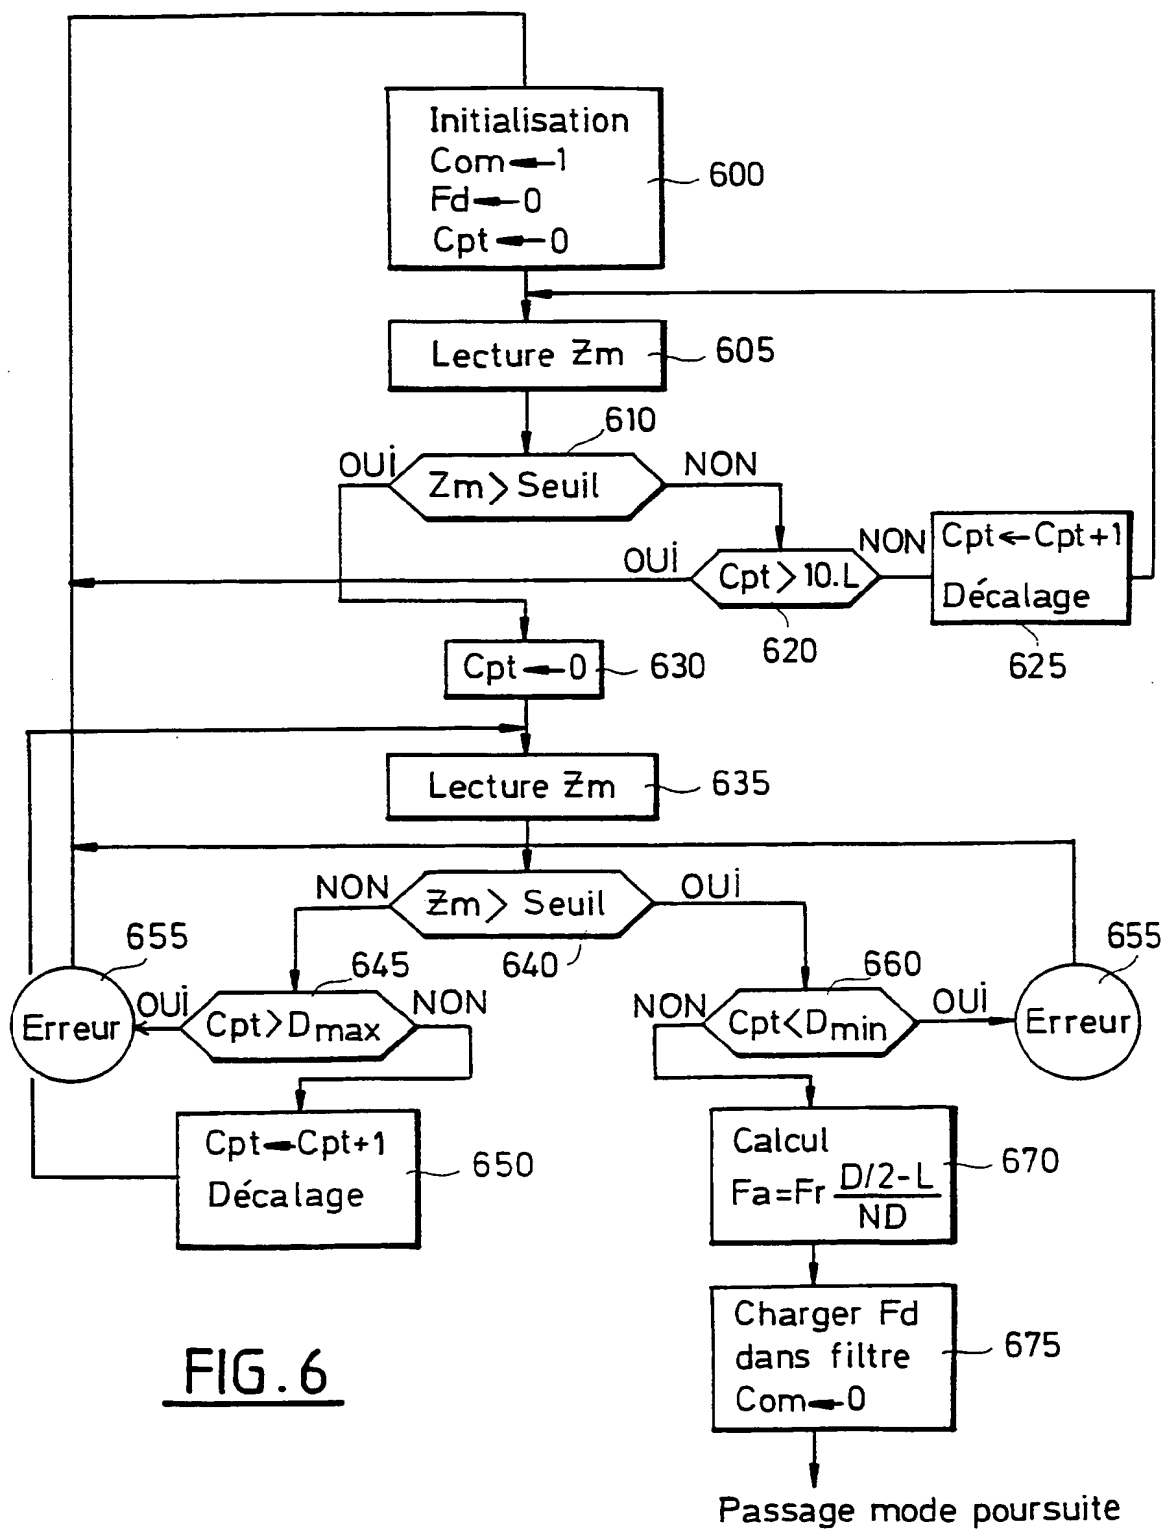 Initialisation
Com←1
Fd←0
Cpt←0
600
Lecture Zm
605
610
OUi
Zm > Seuil
NON
OUi
Cpt > 10.L
NON
620
Cpt←Cpt+1
Décalage
625
Cpt←0
630
Lecture Zm
635
NON
Zm > Seuil
OUi
640
655
Erreur
OUi
645
Cpt>Dmax
NON
NON
660
Cpt<Dmin
OUi
655
Erreur
Cpt←Cpt+1
Décalage
650
Calcul
Fa=Fr D/2-L
ND
670
Charger Fd
dans filtre
Com←0
675
FIG.6
Passage mode poursuite